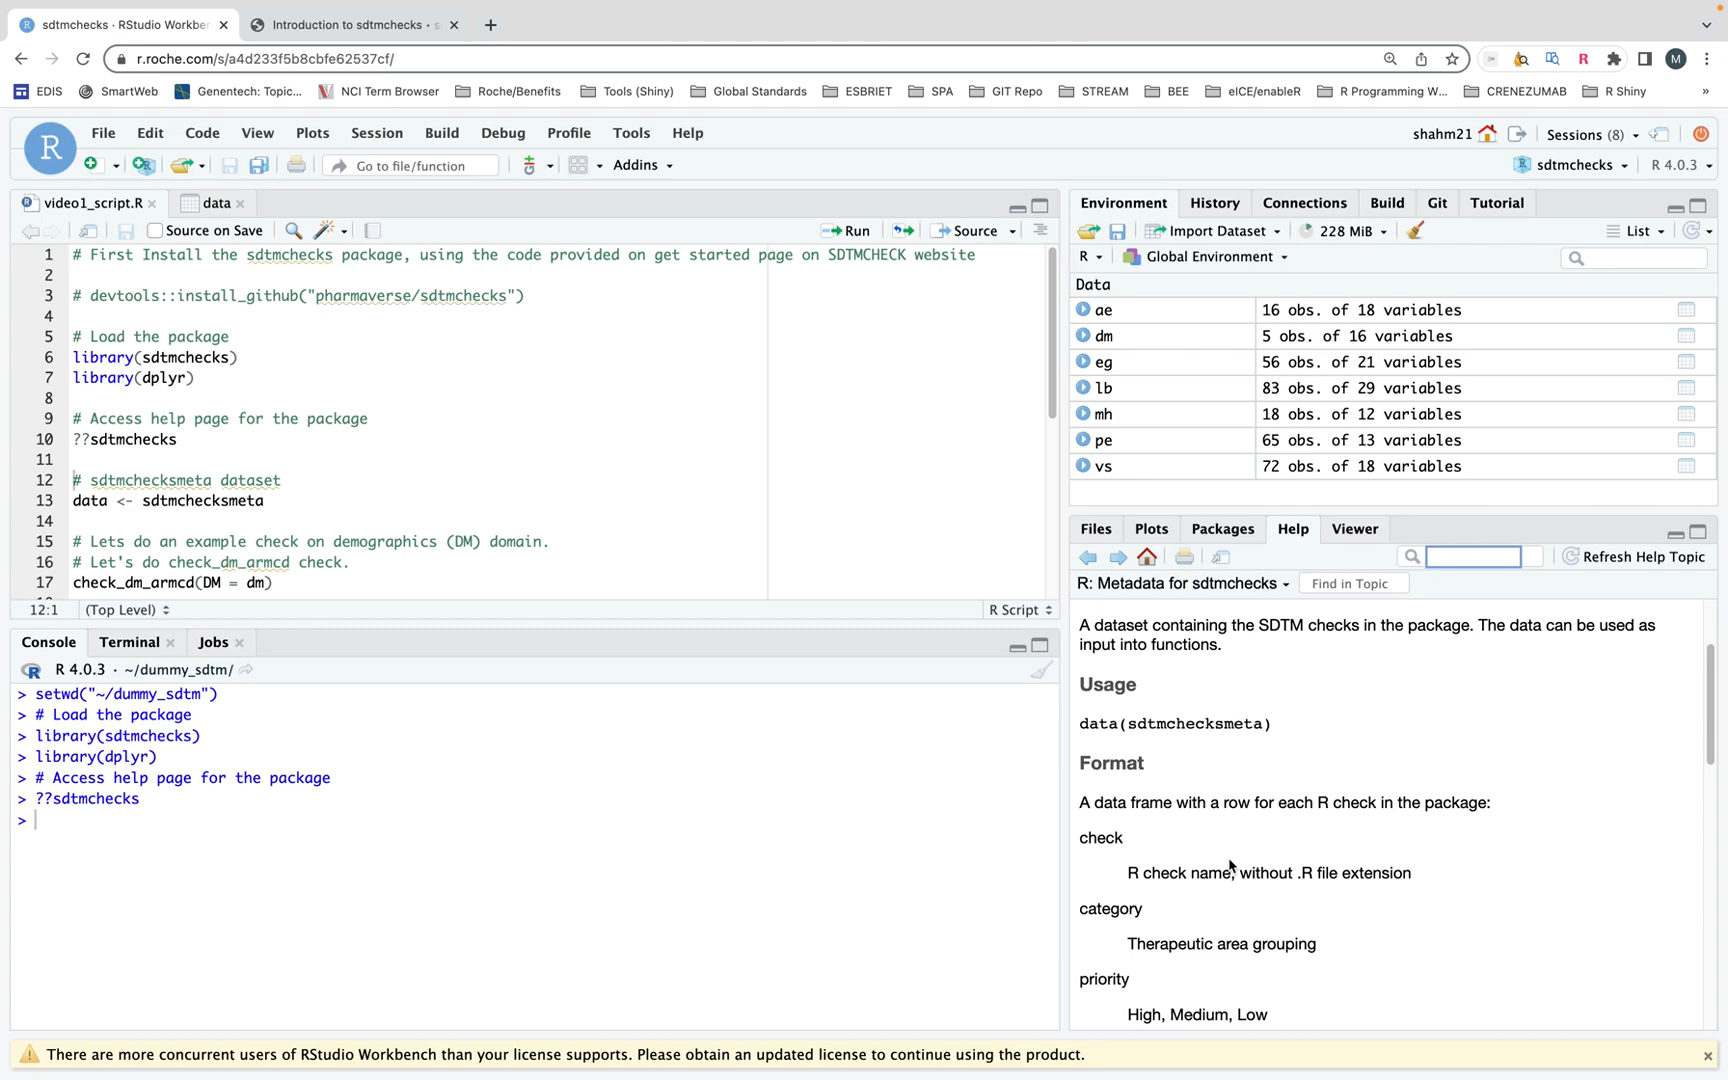 sdtmchecks · RStudio Workben
Introduction to sdtmchecks · s
r.roche.com/s/a4d233f5b8cbfe62537cf/
M
EDIS
SmartWeb
Genentech: Topic...
NCI Term Browser
Roche/Benefits
Tools (Shiny)
Global Standards
ESBRIET
SPA
GIT Repo
STREAM
BEE
eICE/enableR
R Programming W...
CRENEZUMAB
R Shiny
»
R
File Edit Code View Plots Session Build Debug Profile Tools Help
shahm21
Sessions (8)
Go to file/function
Addins
sdtmchecks
R 4.0.3
video1_script.R
data
Source on Save
Run
Source
1 # First Install the sdtmchecks package, using the code provided on get started page on SDTMCHECK website
2
3 # devtools::install_github("pharmaverse/sdtmchecks")
4
5 # Load the package
6 library(sdtmchecks)
7 library(dplyr)
8
9 # Access help page for the package
10 ??sdtmchecks
11
12 # sdtmchecksmeta dataset
13 data <- sdtmchecksmeta
14
15 # Lets do an example check on demographics (DM) domain.
16 # Let's do check_dm_armcd check.
17 check_dm_armcd(DM = dm)
12:1 (Top Level) R Script
Console Terminal Jobs
R 4.0.3 · ~/dummy_sdtm/
> setwd("~/dummy_sdtm")
> # Load the package
> library(sdtmchecks)
> library(dplyr)
> # Access help page for the package
> ??sdtmchecks
>
Environment History Connections Build Git Tutorial
Import Dataset
228 MiB
List
R
Global Environment
Data
ae 16 obs. of 18 variables
dm 5 obs. of 16 variables
eg 56 obs. of 21 variables
lb 83 obs. of 29 variables
mh 18 obs. of 12 variables
pe 65 obs. of 13 variables
vs 72 obs. of 18 variables
Files Plots Packages Help Viewer
Refresh Help Topic
R: Metadata for sdtmchecks
Find in Topic
A dataset containing the SDTM checks in the package. The data can be used as
input into functions.
Usage
data(sdtmchecksmeta)
Format
A data frame with a row for each R check in the package:
check
R check name, without .R file extension
category
Therapeutic area grouping
priority
High, Medium, Low
There are more concurrent users of RStudio Workbench than your license supports. Please obtain an updated license to continue using the product.